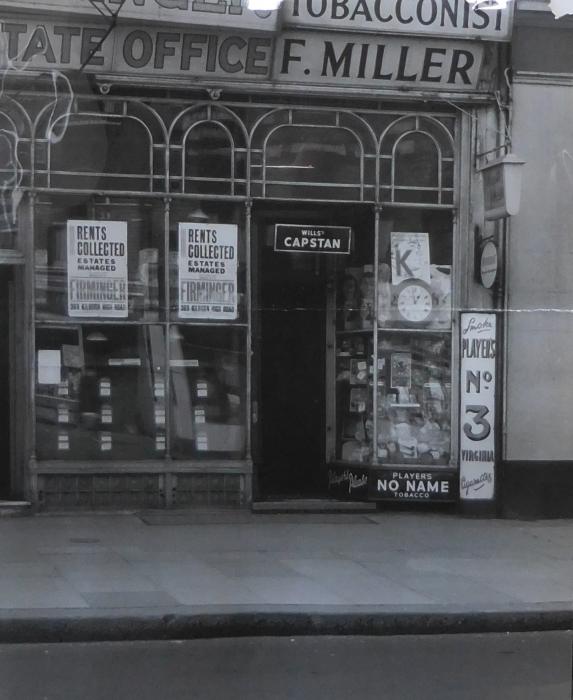 TOBACCONIST
TATE OFFICE
F. MILLER
RENTS
COLLECTED
ESTATES
MANAGED
FIRMINGER
RENTS
COLLECTED
ESTATES
MANAGED
FIRMINGER
WILLS'
CAPSTAN
K
Smoke
PLAYER'S
No
3
VIRGINIA
Cigarettes
PLAYER'S
NO NAME
TOBACCO